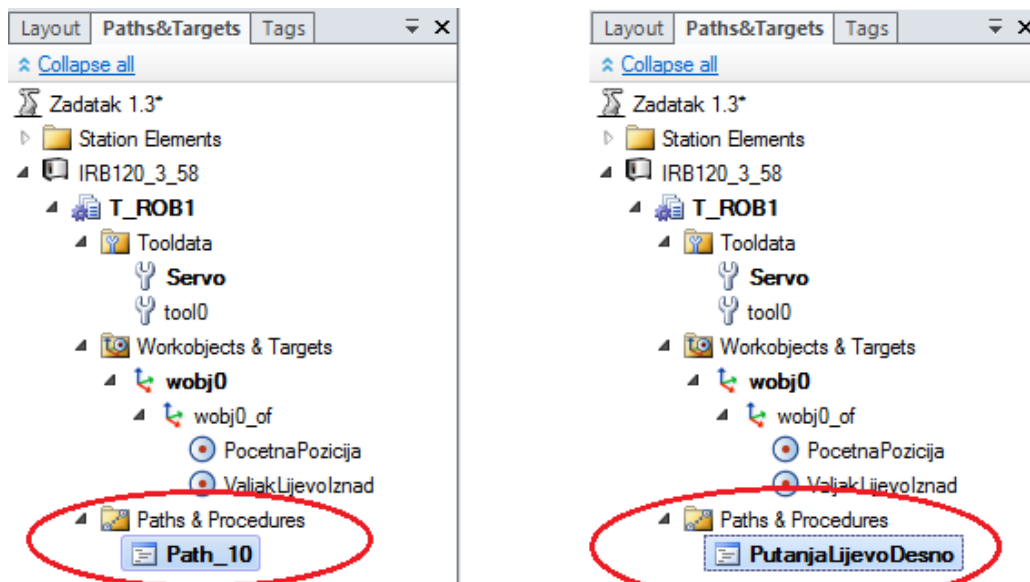 Layout Paths&Targets Tags
Collapse all
Zadatak 1.3*
Station Elements
IRB120_3_58
T_ROB1
Tooldata
Servo
tool0
Workobjects & Targets
wobj0
wobj0_of
PocetnaPozicija
ValjakLijevoIznad
Paths & Procedures
Path_10
Layout Paths&Targets Tags
Collapse all
Zadatak 1.3*
Station Elements
IRB120_3_58
T_ROB1
Tooldata
Servo
tool0
Workobjects & Targets
wobj0
wobj0_of
PocetnaPozicija
ValjakLijevoIznad
Paths & Procedures
PutanjaLijevoDesno